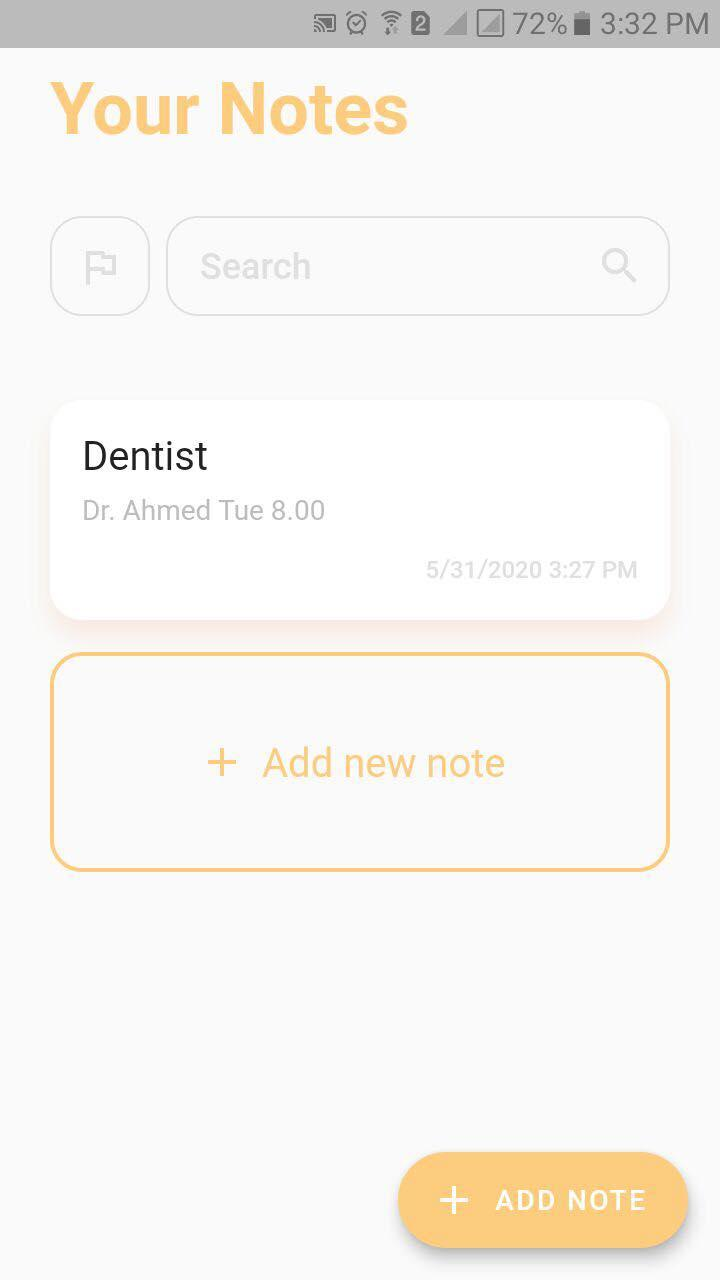 2 72% 3:32 PM
Your Notes
Search
Dentist
Dr. Ahmed Tue 8.00
5/31/2020 3:27 PM
+ Add new note
+ ADD NOTE